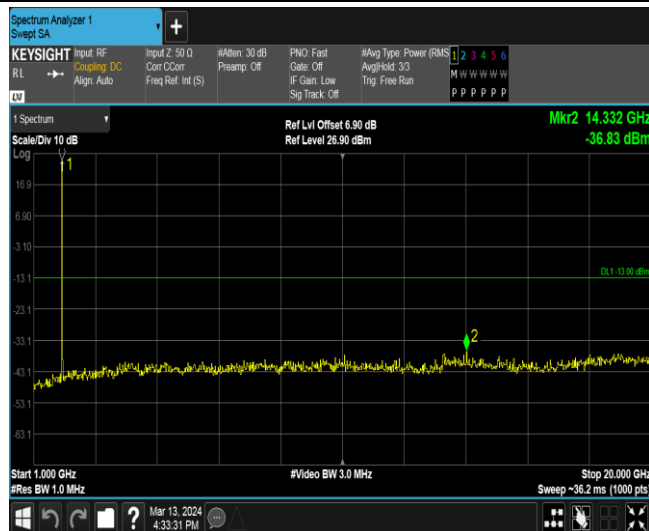 Spectrum Analyzer 1
Swept SA
+
KEYSIGHT
RL
LXI
Input: RF
Coupling: DC
Align: Auto
Input Z: 50 Ω
Corr CCorr
Freq Ref: Int (S)
#Atten: 30 dB
Preamp: Off
PNO: Fast
Gate: Off
IF Gain: Low
Sig Track: Off
#Avg Type: Power (RMS
Avg|Hold: 3/3
Trig: Free Run
1 2 3 4 5 6
M W W W W W
P P P P P P
1 Spectrum
Scale/Div 10 dB
Log
Ref Lvl Offset 6.90 dB
Ref Level 26.90 dBm
Mkr2 14.332 GHz
-36.83 dBm
1
16.9
6.90
-3.10
-13.1
DL1 -13.00 dBm
-23.1
-33.1
2
-43.1
-53.1
-63.1
Start 1.000 GHz
#Res BW 1.0 MHz
#Video BW 3.0 MHz
Stop 20.000 GHz
Sweep ~36.2 ms (1000 pts)
?
Mar 13, 2024
4:33:31 PM